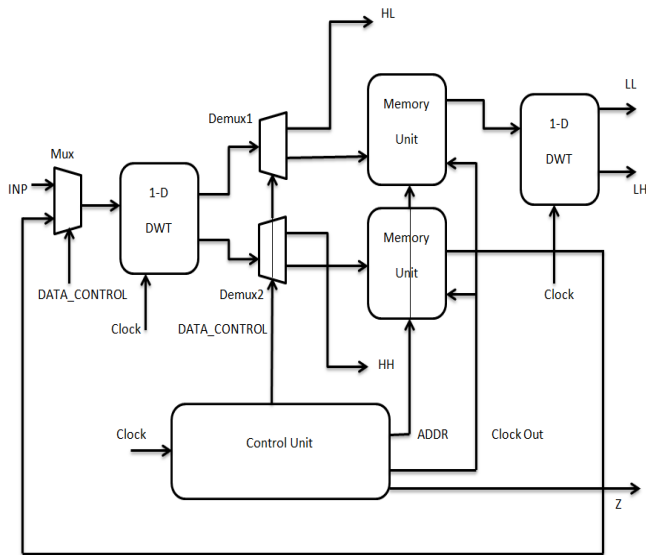 HL
Demux1
Memory
Unit
LL
1-D
DWT
LH
Mux
INP
1-D
DWT
Memory
Unit
DATA_CONTROL
Demux2
Clock
Clock
DATA_CONTROL
HH
Clock
Control Unit
ADDR
Clock Out
Z